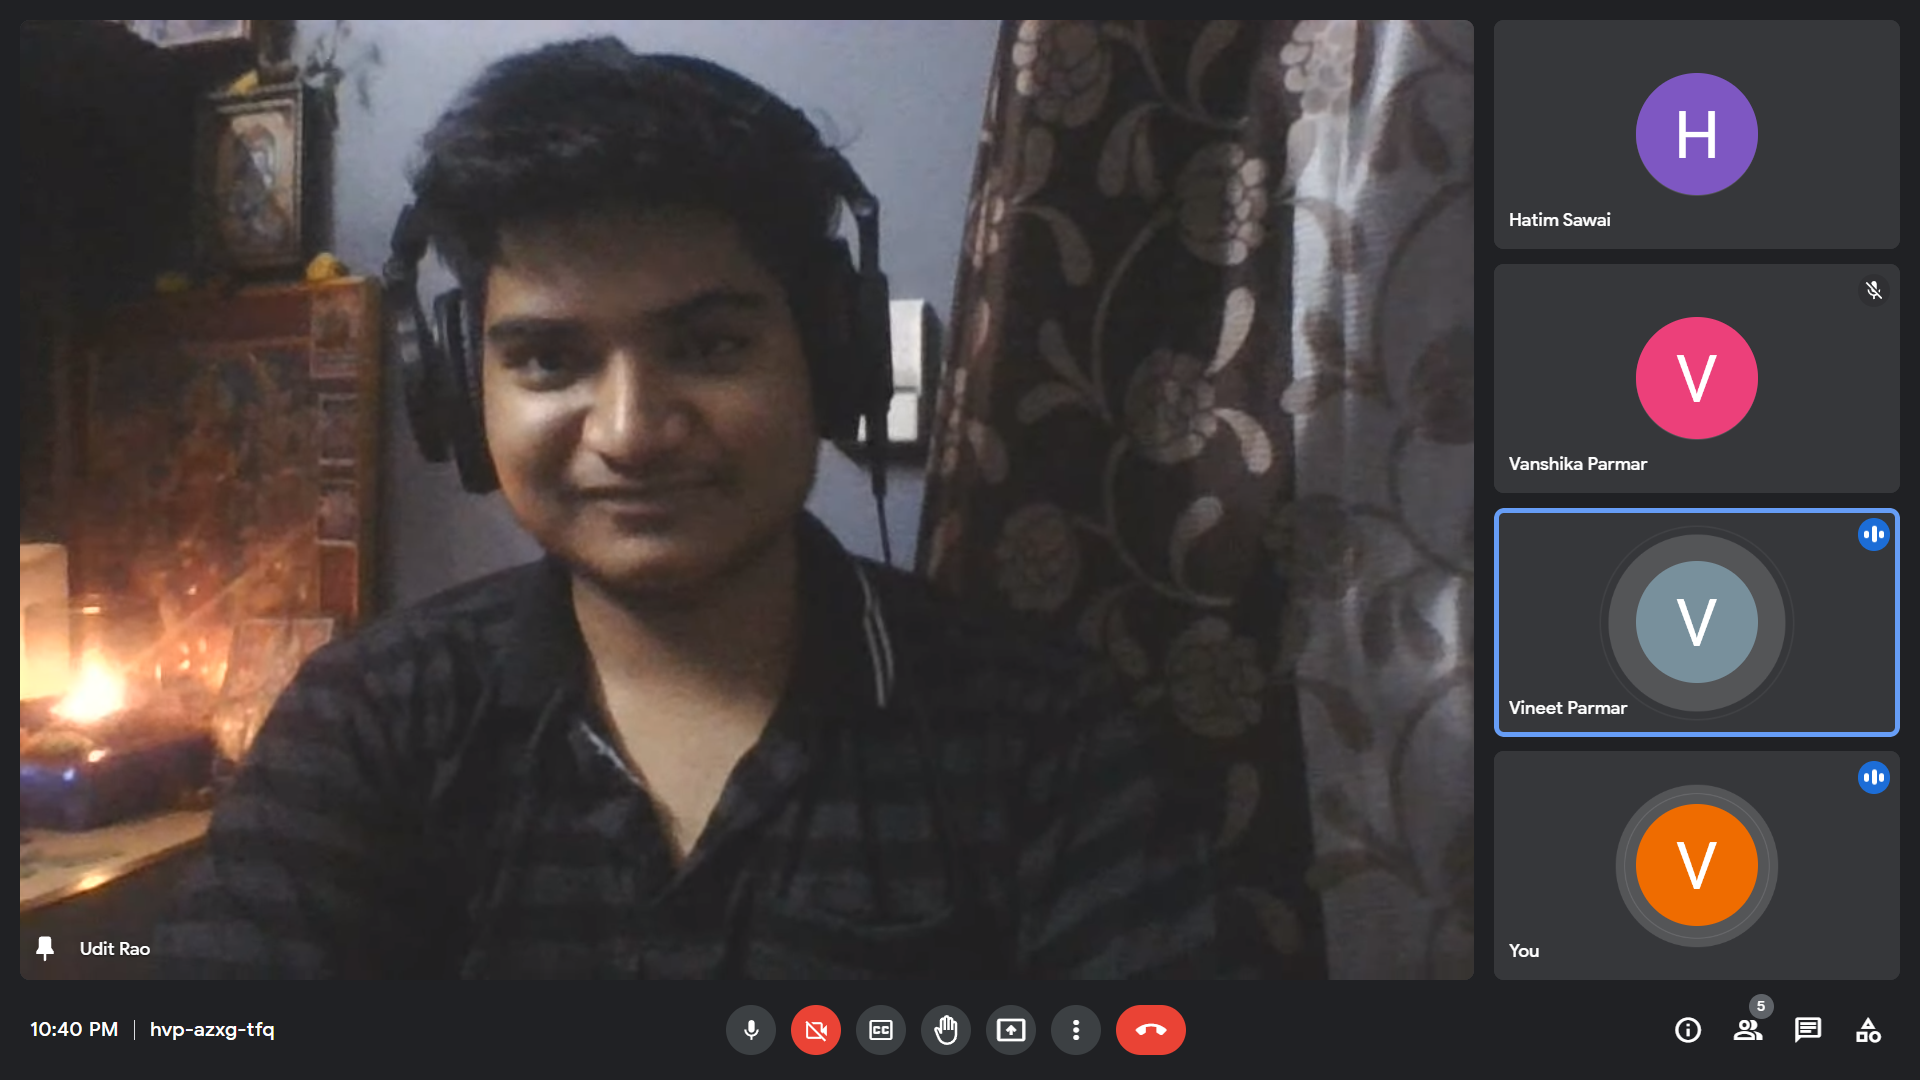 H
Hatim Sawai
V
Vanshika Parmar
V
Vineet Parmar
V
You
Udit Rao
10:40 PM | hvp-azxg-tfq
CC
5